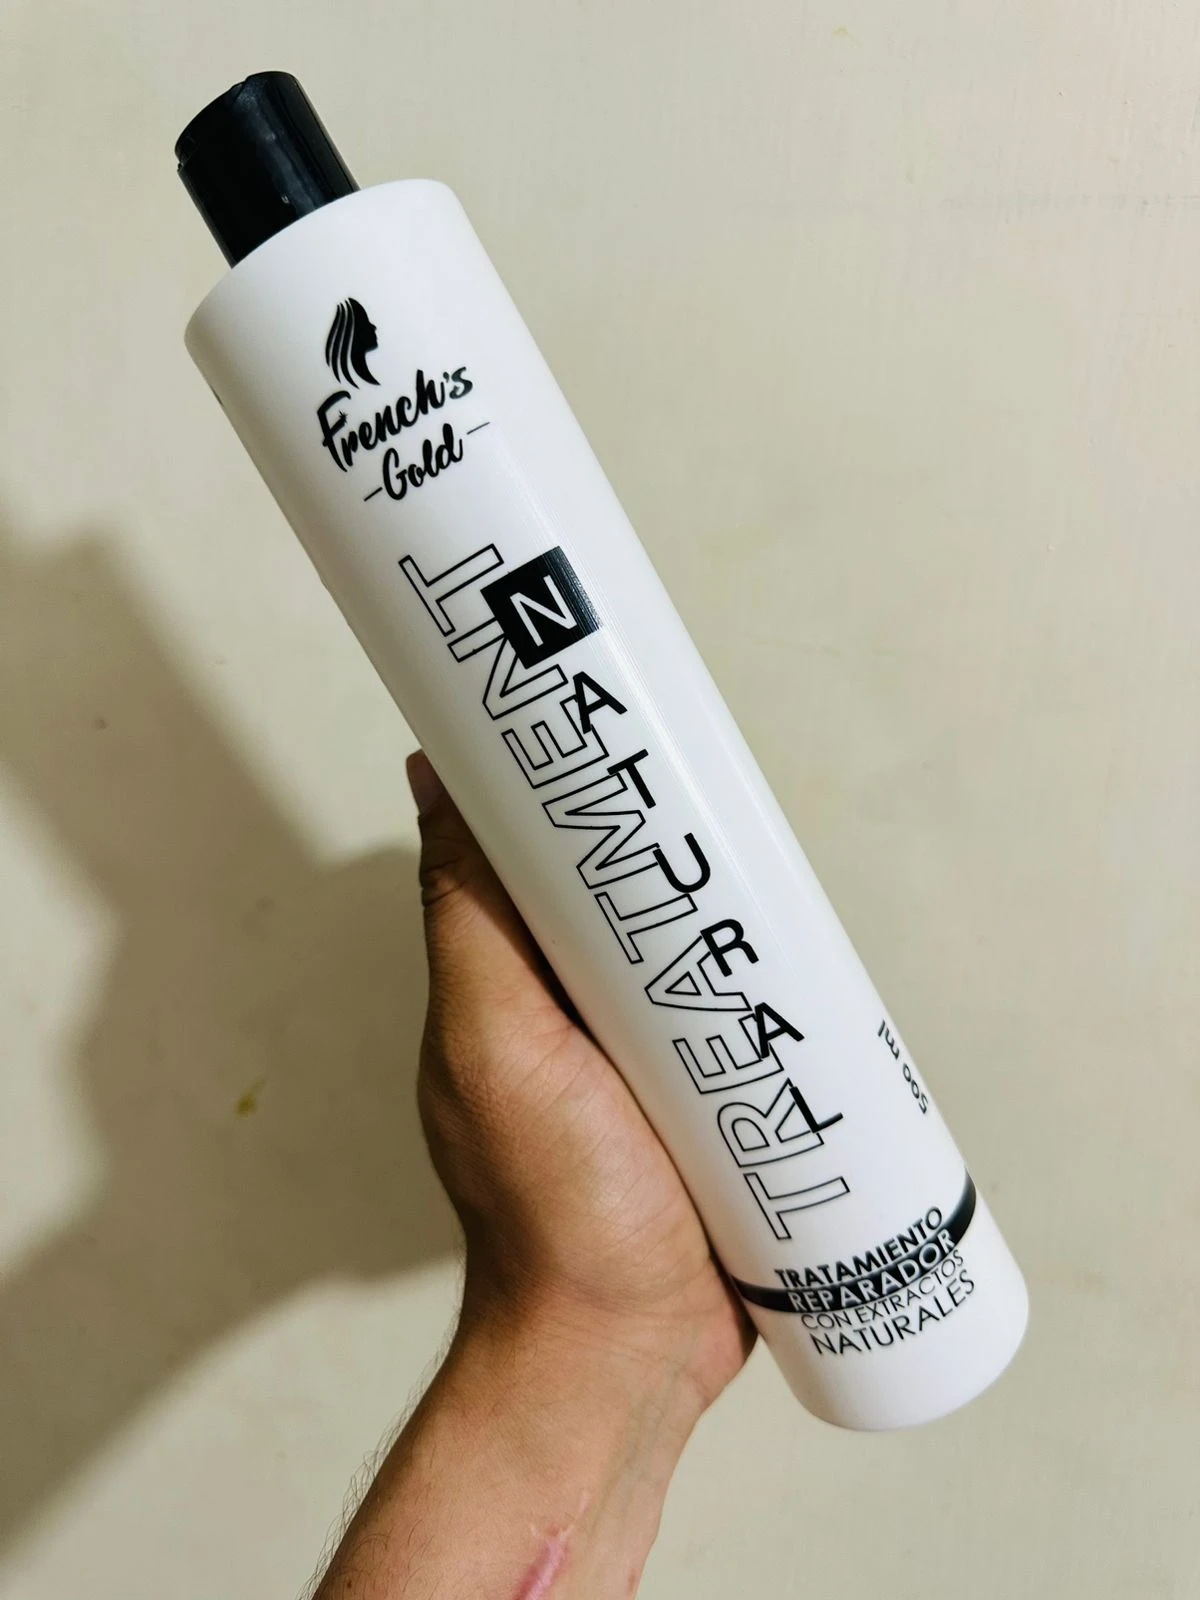 French's
Gold
NATURAL
TREATMENT
500 ml
TRATAMIENTO
REPARADOR
CON EXTRACTOS
NATURALES